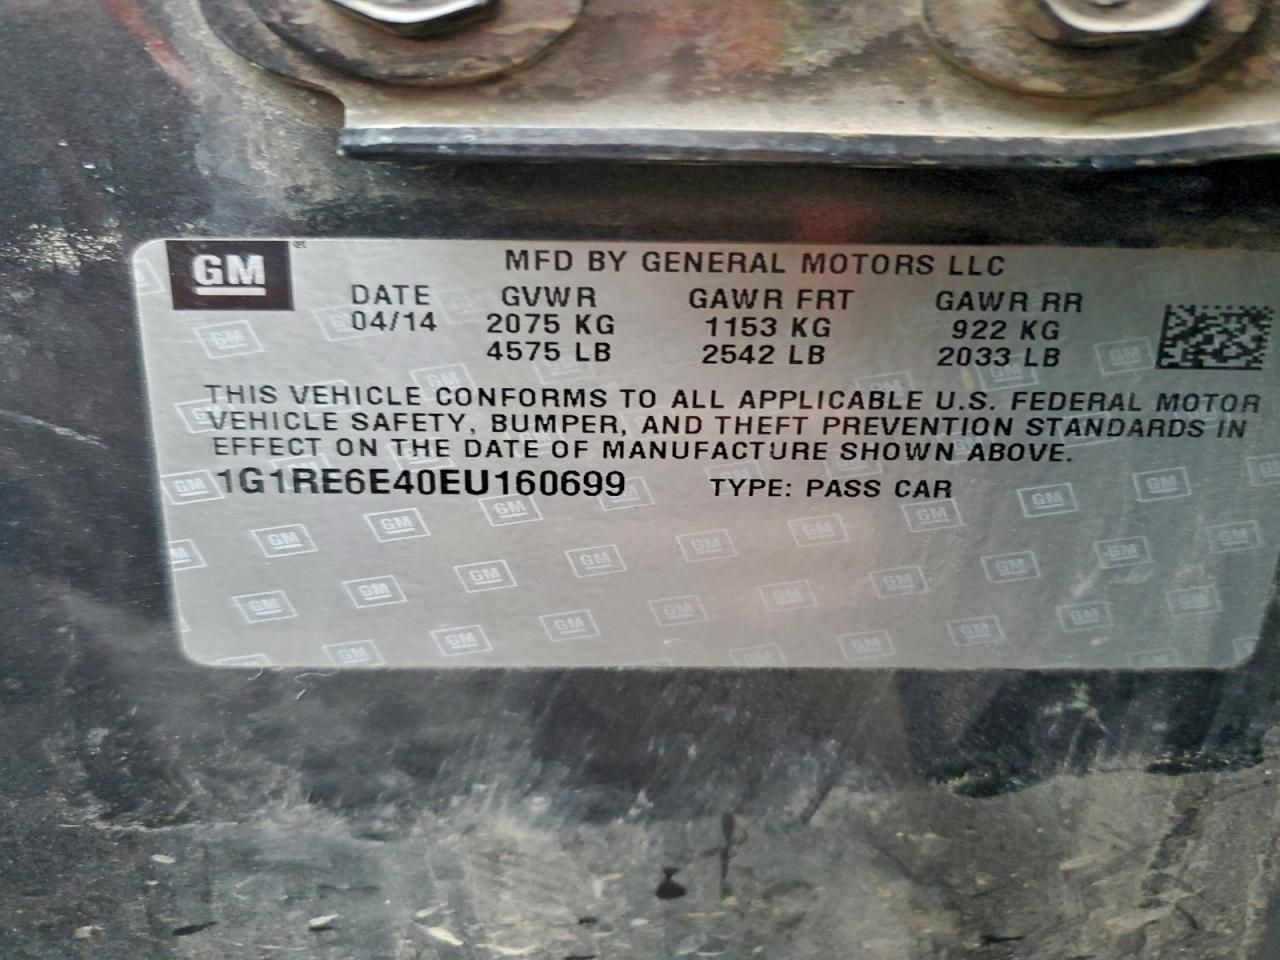 GM
MFD BY GENERAL MOTORS LLC
DATE GVWR GAWR FRT GAWR RR
04/14 2075 KG 1153 KG 922 KG
4575 LB 2542 LB 2033 LB
THIS VEHICLE CONFORMS TO ALL APPLICABLE U.S. FEDERAL MOTOR
VEHICLE SAFETY, BUMPER, AND THEFT PREVENTION STANDARDS IN
EFFECT ON THE DATE OF MANUFACTURE SHOWN ABOVE.
1G1RE6E40EU160699 TYPE: PASS CAR